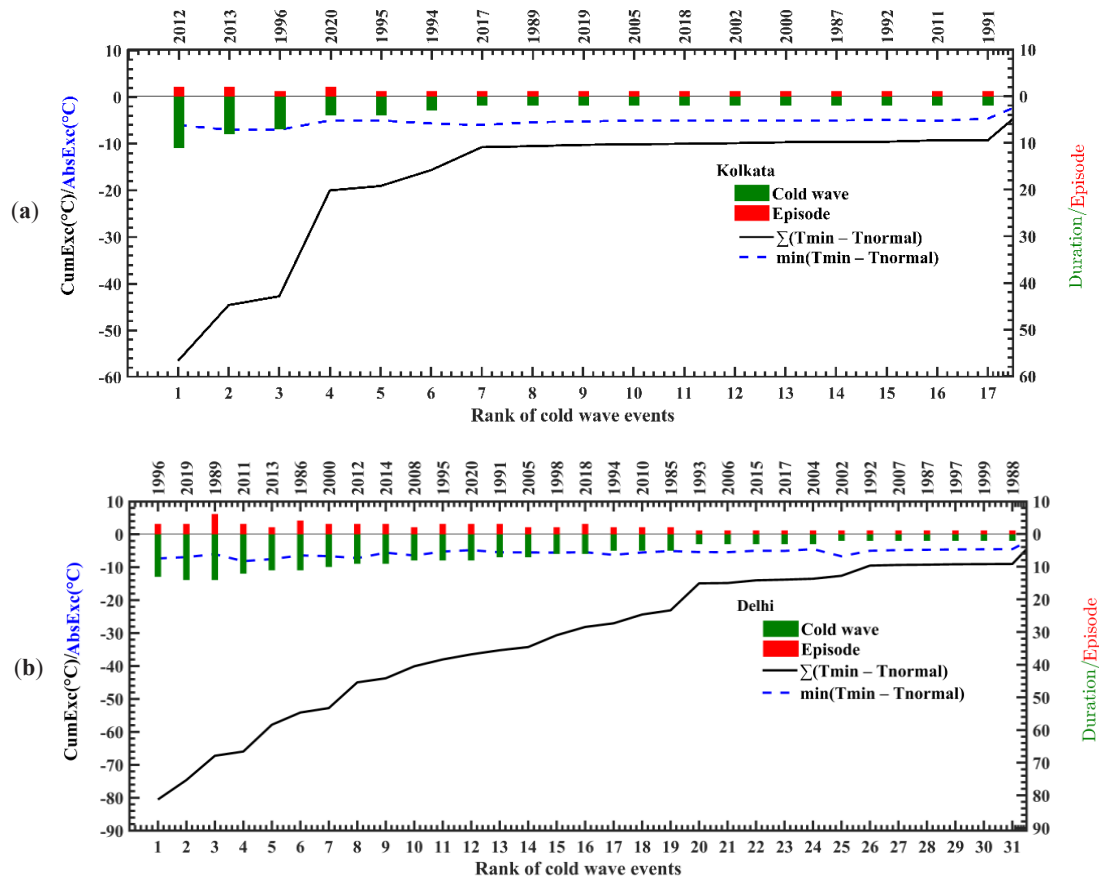 2012 2013 1996 2020 1995 1994 2017 1989 2019 2005 2018 2002 2000 1987 1992 2011 1991
10 0 -10 -20 -30 -40 -50 -60
CumExc(°C)/AbsExc(°C)
(a)
Kolkata
Cold wave
Episode
∑(Tmin – Tnormal)
min(Tmin – Tnormal)
10 0 10 20 30 40 50 60
Duration/Episode
1 2 3 4 5 6 7 8 9 10 11 12 13 14 15 16 17
Rank of cold wave events
1996 2019 1989 2011 2013 1986 2000 2012 2014 2008 1995 2020 1991 2005 1998 2018 1994 2010 1985 1993 2006 2015 2017 2004 2002 1992 2007 1987 1997 1999 1988
10 0 -10 -20 -30 -40 -50 -60 -70 -80 -90
CumExc(°C)/AbsExc(°C)
(b)
Delhi
Cold wave
Episode
∑(Tmin – Tnormal)
min(Tmin – Tnormal)
10 0 10 20 30 40 50 60 70 80 90
Duration/Episode
1 2 3 4 5 6 7 8 9 10 11 12 13 14 15 16 17 18 19 20 21 22 23 24 25 26 27 28 29 30 31
Rank of cold wave events